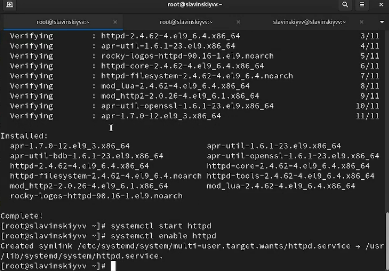 root@slavinskiyvv:~
root@slavinskiyvv:~
root@slavinskiyvv:~
slavinskiyvv@slavinskiyvv:~
Verifying : httpd-2.4.62-4.el9_6.4.x86_64 3/11
Verifying : apr-util-1.6.1-23.el9.x86_64 4/11
Verifying : rocky-logos-httpd-90.16-1.el9.noarch 5/11
Verifying : httpd-core-2.4.62-4.el9_6.4.x86_64 6/11
Verifying : httpd-filesystem-2.4.62-4.el9_6.4.noarch 7/11
Verifying : mod_lua-2.4.62-4.el9_6.4.x86_64 8/11
Verifying : mod_http2-2.0.26-4.el9_6.1.x86_64 9/11
Verifying : apr-util-openssl-1.6.1-23.el9.x86_64 10/11
Verifying : apr-1.7.0-12.el9_3.x86_64 11/11
Installed:
apr-1.7.0-12.el9_3.x86_64 apr-util-1.6.1-23.el9.x86_64
apr-util-bdb-1.6.1-23.el9.x86_64 apr-util-openssl-1.6.1-23.el9.x86_64
httpd-2.4.62-4.el9_6.4.x86_64 httpd-core-2.4.62-4.el9_6.4.x86_64
httpd-filesystem-2.4.62-4.el9_6.4.noarch httpd-tools-2.4.62-4.el9_6.4.x86_64
mod_http2-2.0.26-4.el9_6.1.x86_64 mod_lua-2.4.62-4.el9_6.4.x86_64
rocky-logos-httpd-90.16-1.el9.noarch
Complete!
[root@slavinskiyvv ~]# systemctl start httpd
[root@slavinskiyvv ~]# systemctl enable httpd
Created symlink /etc/systemd/system/multi-user.target.wants/httpd.service → /usr
/lib/systemd/system/httpd.service.
[root@slavinskiyvv ~]#